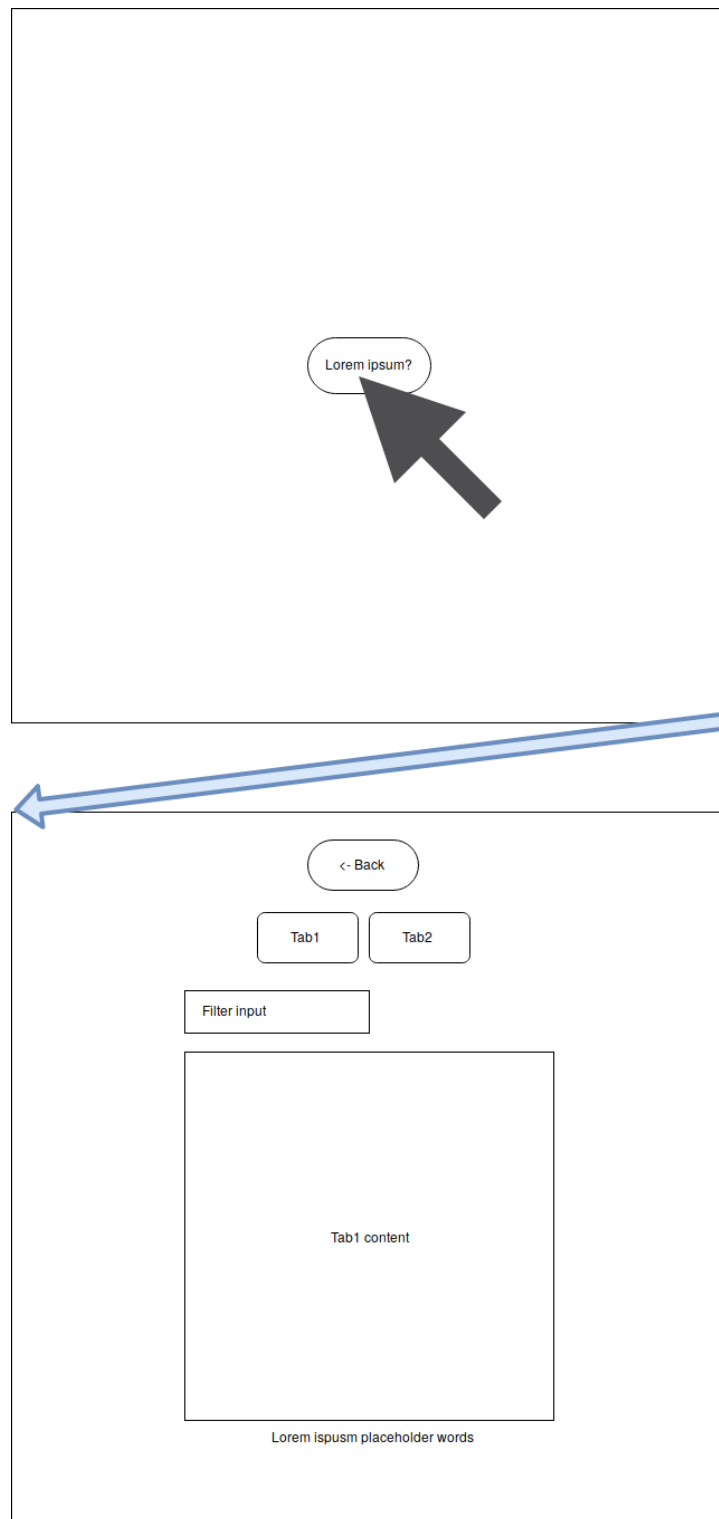 Lorem ipsum?
<- Back
Tab1 Tab2
Filter input
Tab1 content
Lorem ispusm placeholder words